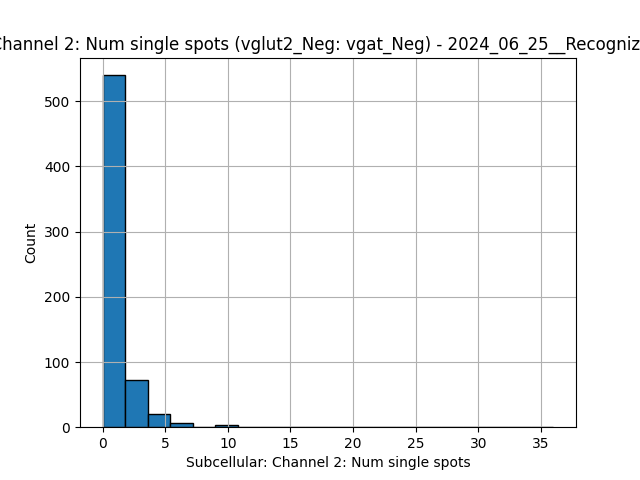 Channel 2: Num single spots (vglut2_Neg: vgat_Neg) - 2024_06_25__Recogniz
500
400
300
200
100
0
Count
0 5 10 15 20 25 30 35
Subcellular: Channel 2: Num single spots